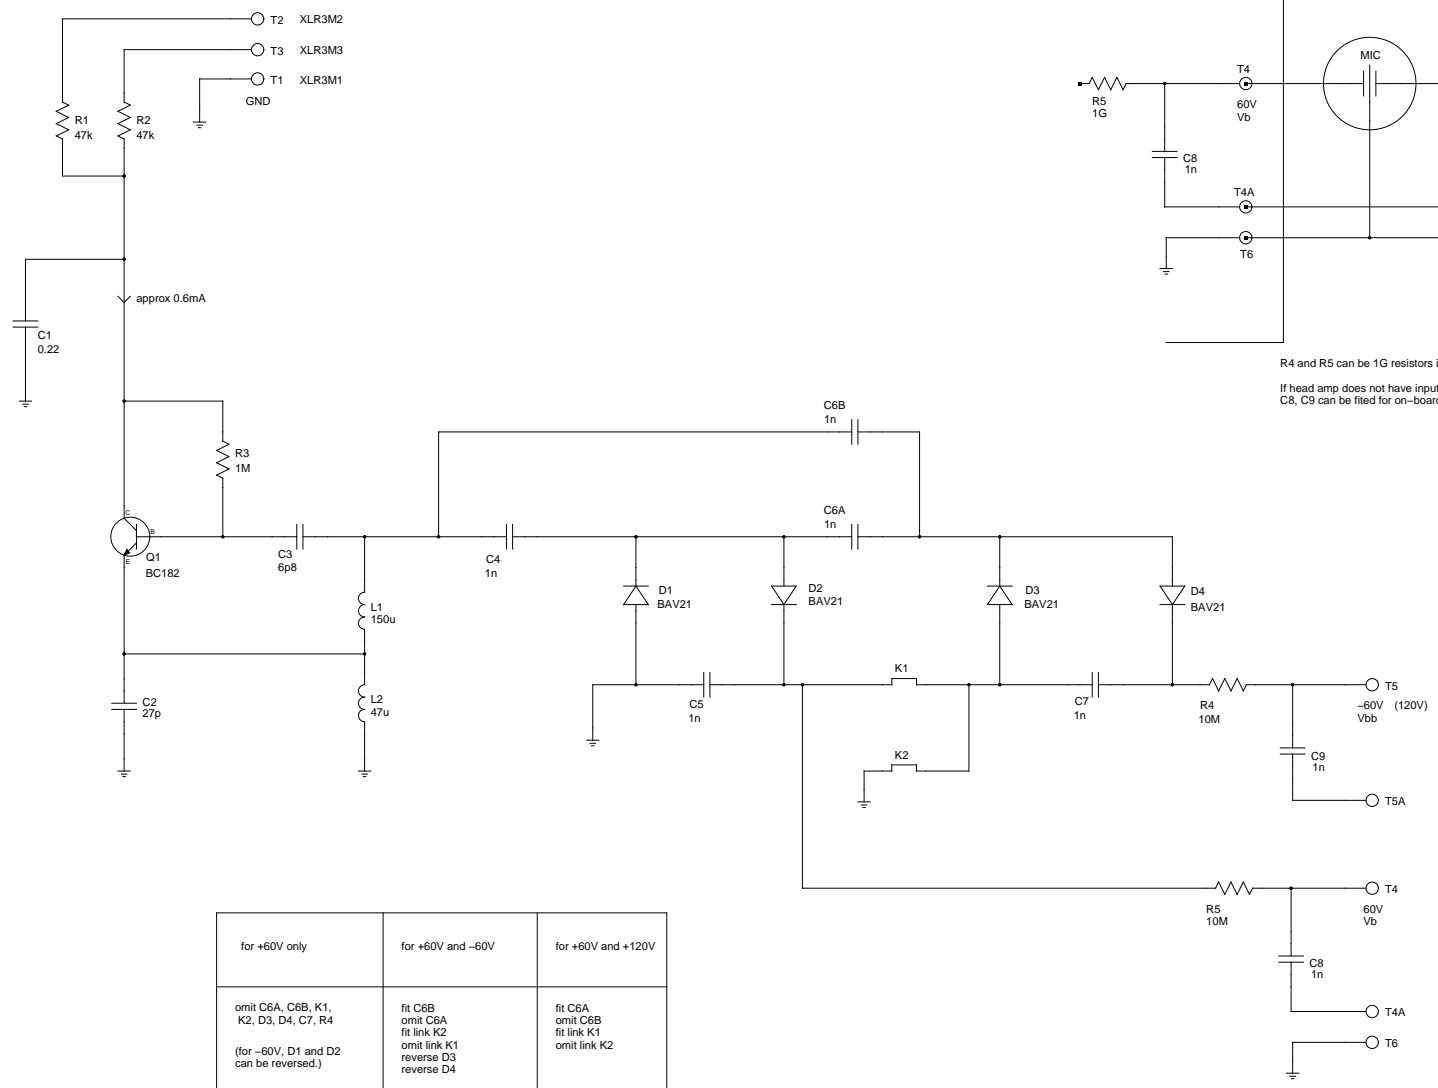 T2 XLR3M2
T3 XLR3M3
T1 XLR3M1
GND
R1
47k
R2
47k
MIC
T4
60V
Vb
R5
1G
C8
1n
T4A
T6
approx 0.6mA
C1
0.22
R4 and R5 can be 1G resistors i
If head amp does not have input
C8, C9 can be fited for on–board
C6B
1n
R3
1M
C6A
1n
C
B
E
Q1
BC182
C3
6p8
C4
1n
L1
150u
D1
BAV21
D2
BAV21
D3
BAV21
D4
BAV21
K1
C2
27p
L2
47u
C5
1n
C7
1n
R4
10M
T5
–60V (120V)
Vbb
K2
C9
1n
T5A
R5
10M
T4
60V
Vb
C8
1n
T4A
T6
for +60V only
for +60V and –60V
for +60V and +120V
omit C6A, C6B, K1,
K2, D3, D4, C7, R4
(for –60V, D1 and D2
can be reversed.)
fit C6B
omit C6A
fit link K2
omit link K1
reverse D3
reverse D4
fit C6A
omit C6B
fit link K1
omit link K2